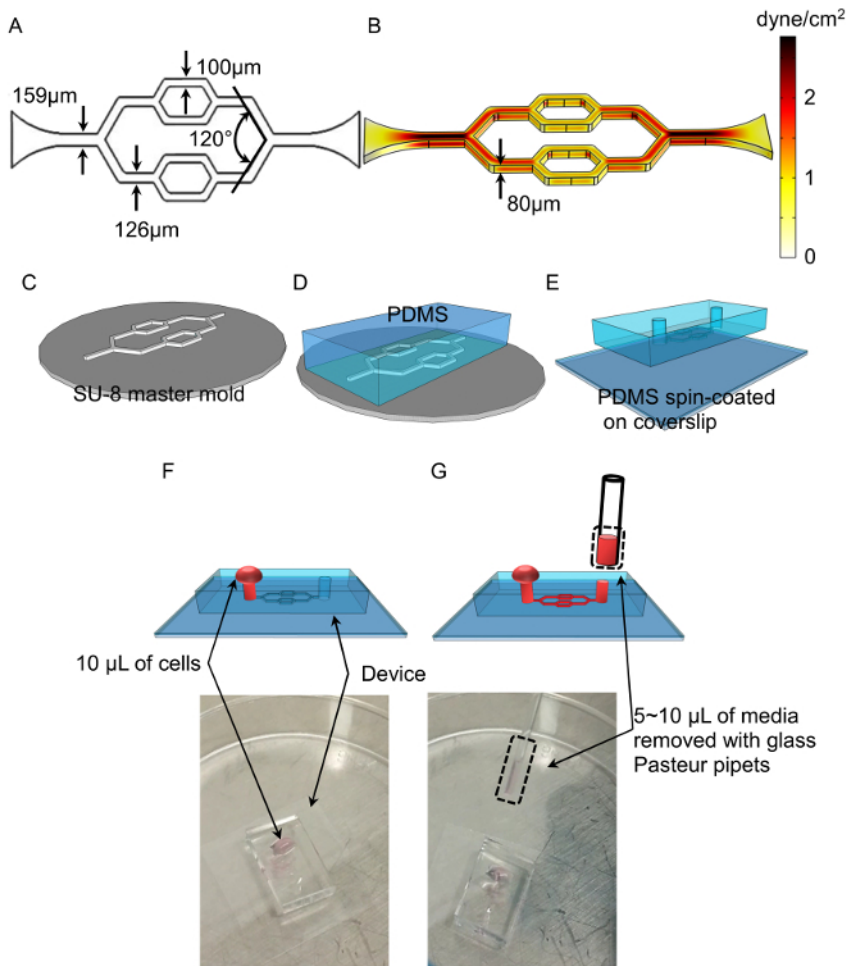 A
B
dyne/cm²
100µm
159µm
2
120°
1
126µm
80µm
0
C
D
E
PDMS
SU-8 master mold
PDMS spin-coated
on coverslip
F
G
10 µL of cells
Device
5~10 µL of media
removed with glass
Pasteur pipets